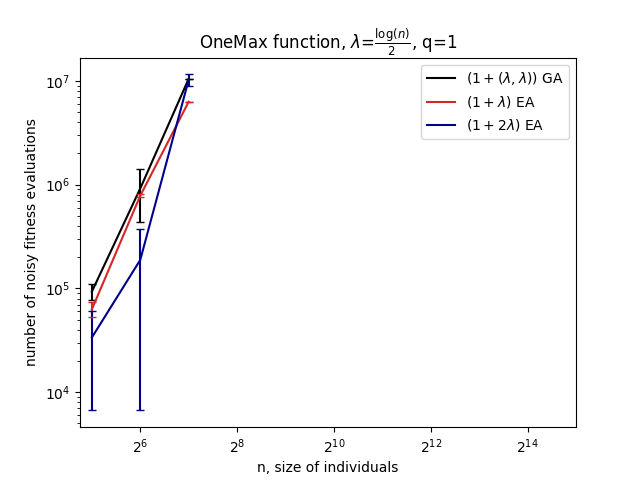 OneMax function, λ=log(n)/2, q=1
(1 + (λ, λ)) GA
(1 + λ) EA
(1 + 2λ) EA
number of noisy fitness evaluations
10⁷
10⁶
10⁵
10⁴
2⁶ 2⁸ 2¹⁰ 2¹² 2¹⁴
n, size of individuals